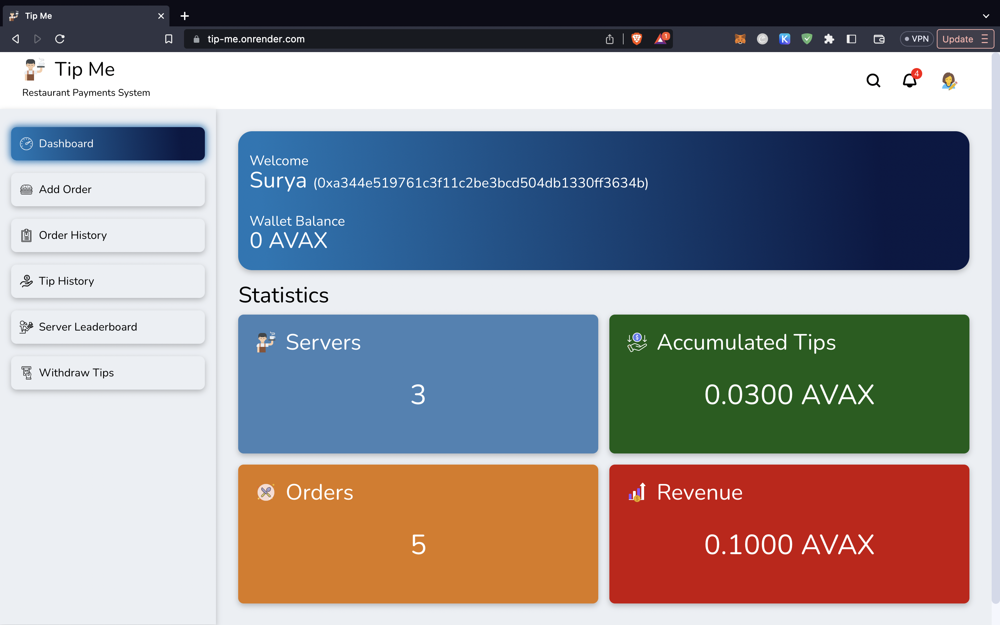 Tip Me
tip-me.onrender.com
1
VPN
Update
Tip Me
Restaurant Payments System
4
Dashboard
Add Order
Order History
Tip History
Server Leaderboard
Withdraw Tips
Welcome
Surya (0xa344e519761c3f11c2be3bcd504db1330ff3634b)
Wallet Balance
0 AVAX
Statistics
Servers
3
Accumulated Tips
0.0300 AVAX
Orders
5
Revenue
0.1000 AVAX